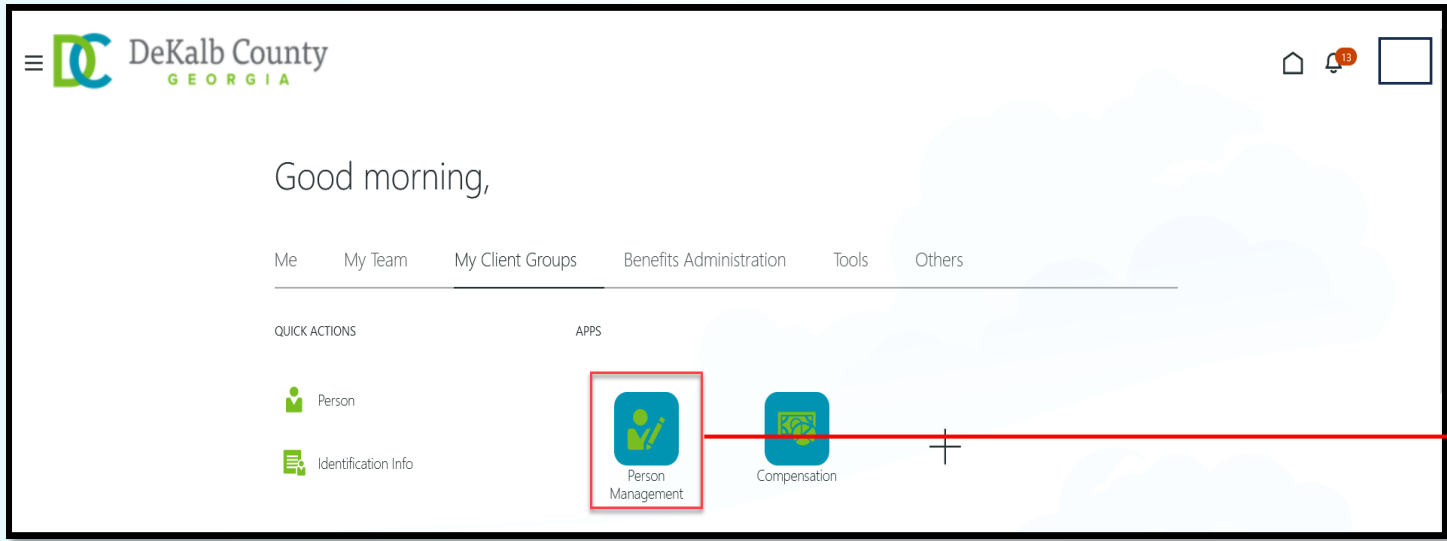 DeKalb County
GEORGIA
13
Good morning,
Me My Team My Client Groups Benefits Administration Tools Others
QUICK ACTIONS APPS
Person
Identification Info
Person
Management
Compensation